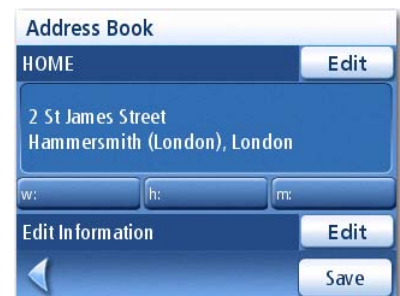 Address Book
HOME Edit
2 St James Street
Hammersmith (London), London
w: h: m:
Edit Information Edit
Save